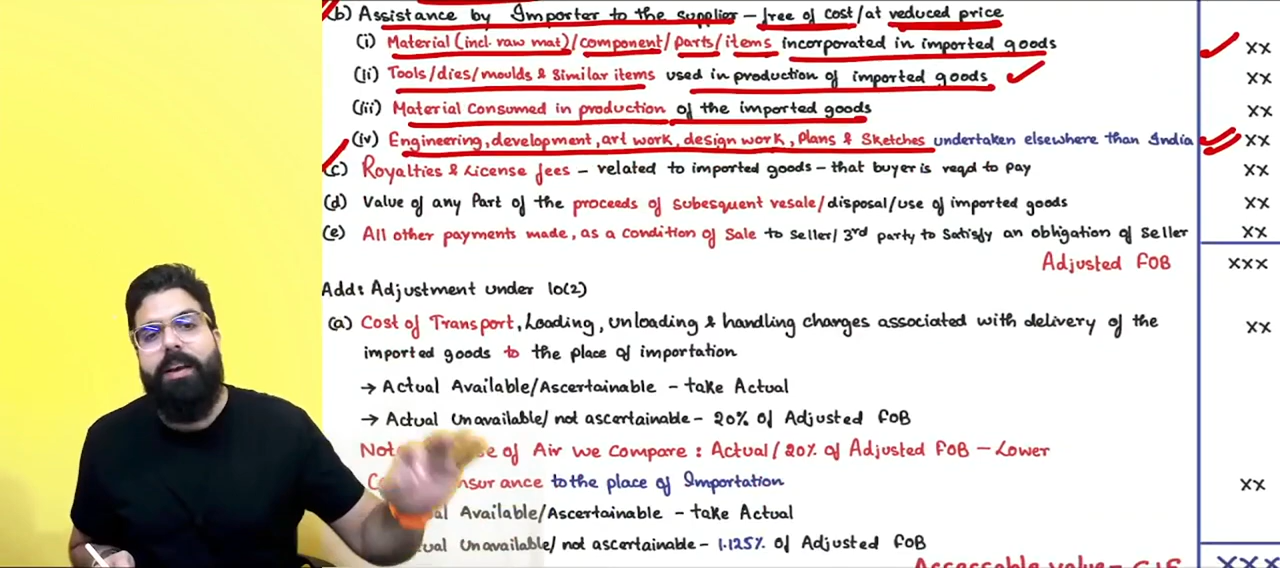 (b) Assistance by Importer to the supplier - free of cost/at reduced price
(i) Material (incl. raw mat)/component/parts/items incorporated in imported goods XX
(ii) Tools/dies/moulds & Similar items used in production of imported goods XX
(iii) Material Consumed in production of the imported goods XX
(iv) Engineering, development, art work, design work, Plans & Sketches undertaken elsewhere than India XX
(c) Royalties & License fees - related to imported goods - that buyer is reqd to pay XX
(d) Value of any Part of the proceeds of subsequent resale/disposal/use of imported goods XX
(e) All other payments made, as a Condition of Sale to Seller/3rd party to Satisfy an obligation of Seller XX
Adjusted FOB XXX
Add: Adjustment under 10(2)
(a) Cost of Transport, Loading, unloading & handling charges associated with delivery of the XX
imported goods to the place of importation
→ Actual Available/Ascertainable - take Actual
→ Actual Unavailable/not ascertainable - 20% of Adjusted FOB
of Air we Compare: Actual/20% of Adjusted FOB - Lower
to the place of Importation XX
Available/Ascertainable - take Actual
Unavailable/not ascertainable - 1.125% of Adjusted FOB
XXX